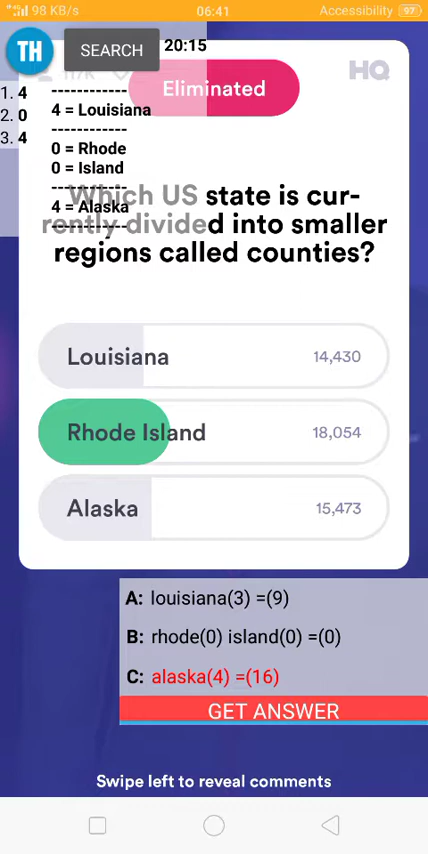 98 KB/s 06:41 Accessibility 97
TH SEARCH 20:15
117K HQ
Eliminated
1. 4
2. 0
3. 4
------------
4 = Louisiana
------------
0 = Rhode
0 = Island
------------
4 = Alaska
------------
Which US state is cur-
rently divided into smaller
regions called counties?
Louisiana 14,430
Rhode Island 18,054
Alaska 15,473
A: louisiana(3) =(9)
B: rhode(0) island(0) =(0)
C: alaska(4) =(16)
GET ANSWER
Swipe left to reveal comments